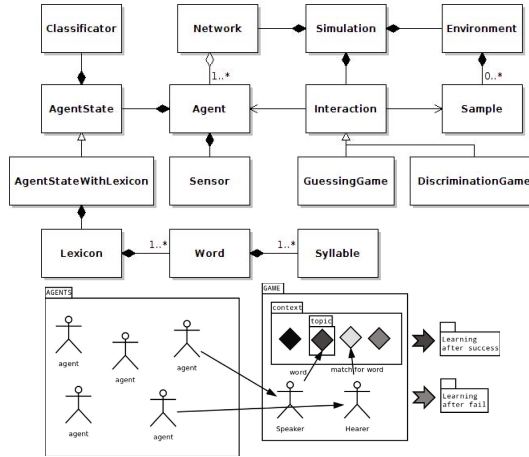 Classificator
Network
Simulation
Environment
1..*
0..*
AgentState
Agent
Interaction
Sample
AgentStateWithLexicon
Sensor
GuessingGame
DiscriminationGame
Lexicon
1..*
Word
1..*
Syllable
AGENTS
GAME
context
topic
agent
agent
agent
word
match for word
agent
agent
Speaker
Hearer
Learning
after success
Learning
after fail